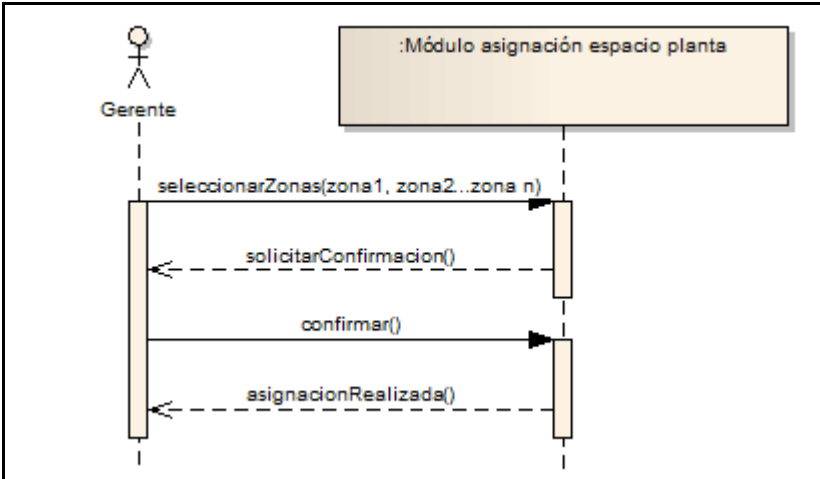 :Módulo asignación espacio planta
Gerente
seleccionarZonas(zona1, zona2...zona n)
solicitarConfirmacion()
confirmar()
asignacionRealizada()